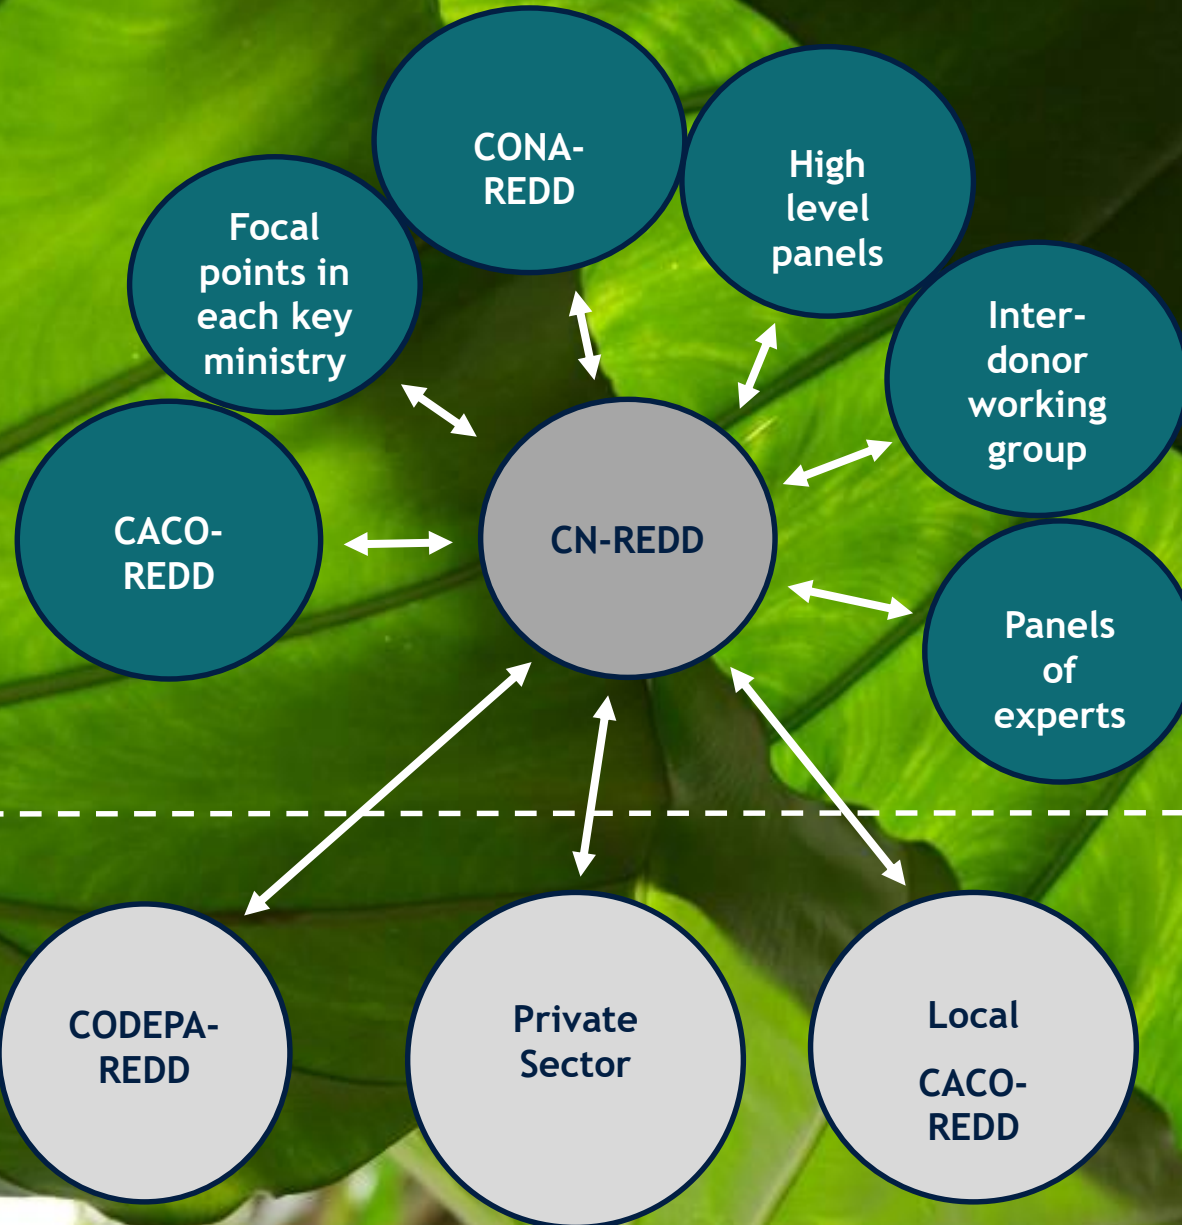 CONA-
REDD
High
level
panels
Focal
points in
each key
ministry
Inter-
donor
working
group
CACO-
REDD
CN-REDD
Panels
of
experts
CODEPA-
REDD
Private
Sector
Local
CACO-
REDD